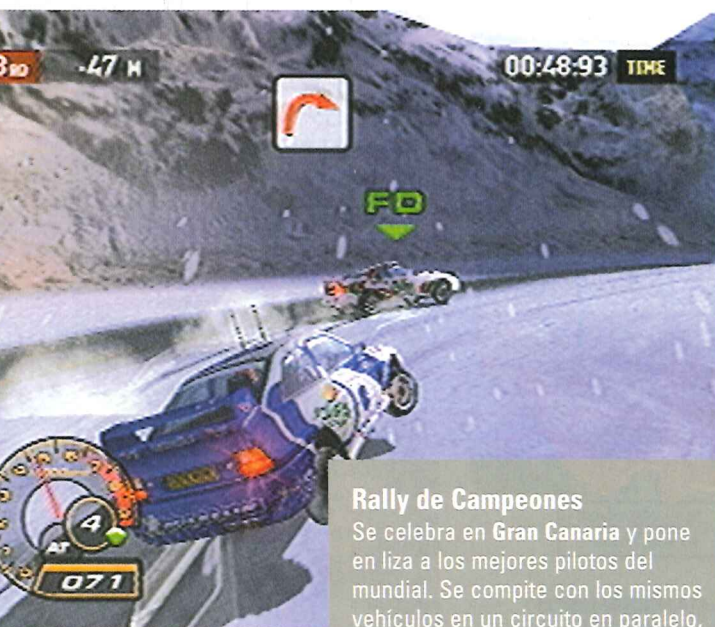 3RD -47 M
00:48:93 TIME
FD
4
AT
071
Rally de Campeones
Se celebra en Gran Canaria y pone
en liza a los mejores pilotos del
mundial. Se compite con los mismos
vehículos en un circuito en paralelo.